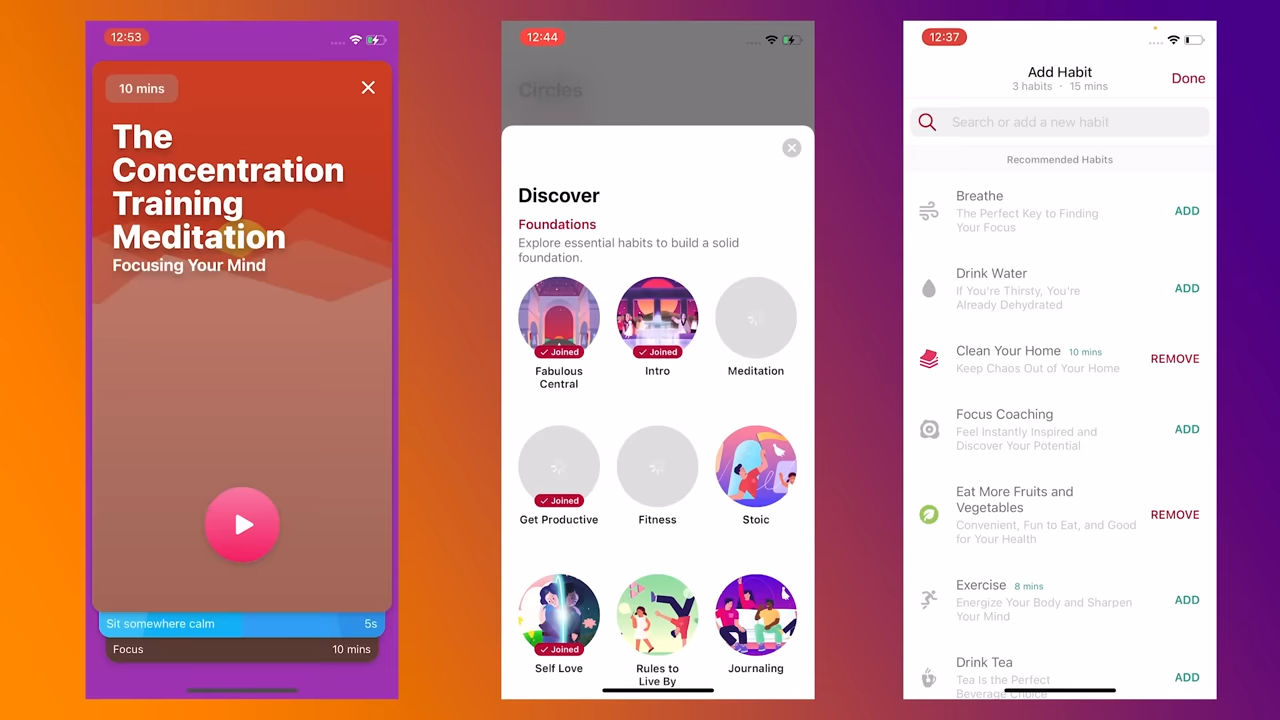 12:53
10 mins
The
Concentration
Training
Meditation
Focusing Your Mind
Sit somewhere calm 5s
Focus 10 mins
12:44
Circles
Discover
Foundations
Explore essential habits to build a solid
foundation.
Joined
Joined
Fabulous
Central
Intro
Meditation
Joined
Get Productive
Fitness
Stoic
Joined
Self Love
Rules to
Live By
Journaling
12:37
Add Habit
3 habits · 15 mins
Done
Search or add a new habit
Recommended Habits
Breathe
The Perfect Key to Finding
Your Focus
ADD
Drink Water
If You're Thirsty, You're
Already Dehydrated
ADD
Clean Your Home 10 mins
Keep Chaos Out of Your Home
REMOVE
Focus Coaching
Feel Instantly Inspired and
Discover Your Potential
ADD
Eat More Fruits and
Vegetables
Convenient, Fun to Eat, and Good
for Your Health
REMOVE
Exercise 8 mins
Energize Your Body and Sharpen
Your Mind
ADD
Drink Tea
Tea Is the Perfect
Beverage Choice
ADD